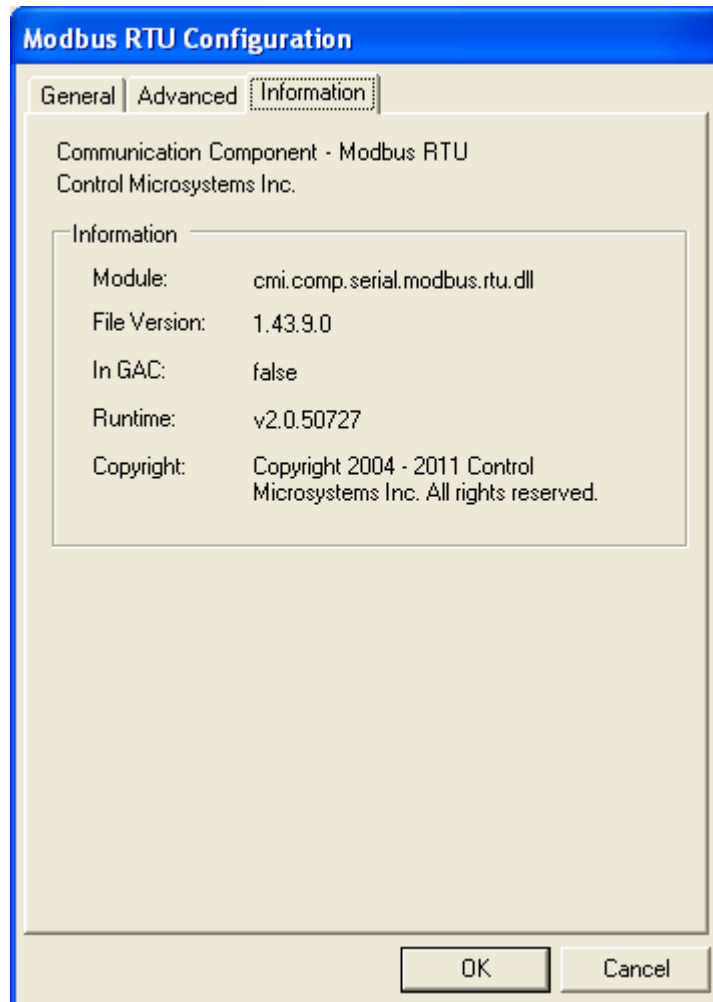 Modbus RTU Configuration
General Advanced Information
Communication Component - Modbus RTU
Control Microsystems Inc.
Information
Module: cmi.comp.serial.modbus.rtu.dll
File Version: 1.43.9.0
In GAC: false
Runtime: v2.0.50727
Copyright: Copyright 2004 - 2011 Control
Microsystems Inc. All rights reserved.
OK Cancel